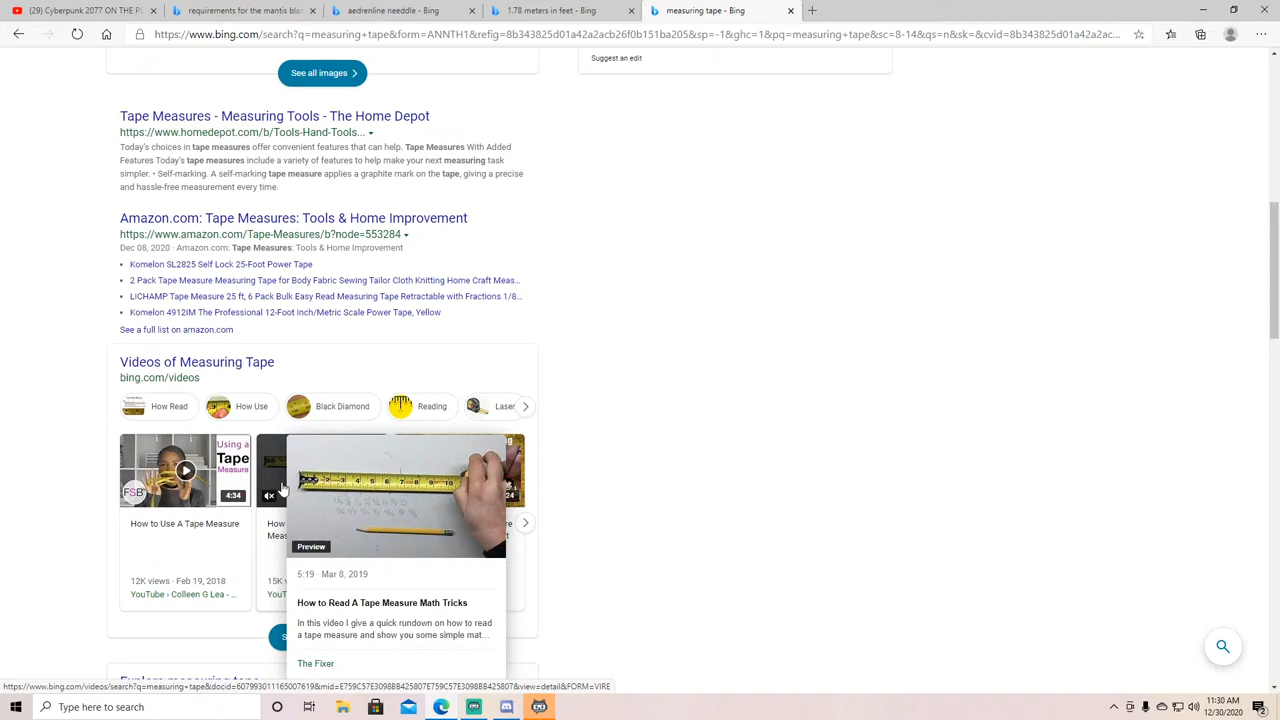 (29) Cyberpunk 2077 ON THE PS
requirements for the mantis blac
aedrenline neddle - Bing
1.78 meters in feet - Bing
measuring tape - Bing
https://www.bing.com/search?q=measuring+tape&form=ANNTH1&refig=8b343825d01a42a2acb26f0b151ba205&sp=-1&ghc=1&pq=measuring+tape&sc=8-14&qs=n&sk=&cvid=8b343825d01a42a2ac...
See all images
Suggest an edit
Tape Measures - Measuring Tools - The Home Depot
https://www.homedepot.com/b/Tools-Hand-Tools...
Today's choices in tape measures offer convenient features that can help. Tape Measures With Added
Features Today's tape measures include a variety of features to help make your next measuring task
simpler. • Self-marking. A self-marking tape measure applies a graphite mark on the tape, giving a precise
and hassle-free measurement every time.
Amazon.com: Tape Measures: Tools & Home Improvement
https://www.amazon.com/Tape-Measures/b?node=553284
Dec 08, 2020 · Amazon.com: Tape Measures: Tools & Home Improvement
• Komelon SL2825 Self Lock 25-Foot Power Tape
• 2 Pack Tape Measure Measuring Tape for Body Fabric Sewing Tailor Cloth Knitting Home Craft Meas...
• LICHAMP Tape Measure 25 ft, 6 Pack Bulk Easy Read Measuring Tape Retractable with Fractions 1/8...
• Komelon 4912IM The Professional 12-Foot Inch/Metric Scale Power Tape, Yellow
See a full list on amazon.com
Videos of Measuring Tape
bing.com/videos
How Read
How Use
Black Diamond
Reading
Laser
Using a
Tape
Measure
FSB
4:34
Preview
How to Use A Tape Measure
12K views · Feb 19, 2018
YouTube › Colleen G Lea - ...
How
Meas
15K v
YouT
5:19 · Mar 8, 2019
How to Read A Tape Measure Math Tricks
In this video I give a quick rundown on how to read
a tape measure and show you some simple mat...
The Fixer
https://www.bing.com/videos/search?q=measuring+tape&docid=607993011165007619&mid=E759C57E3098BB425807E759C57E3098BB425807&view=detail&FORM=VIRE
Type here to search
11:30 AM
12/30/2020
2